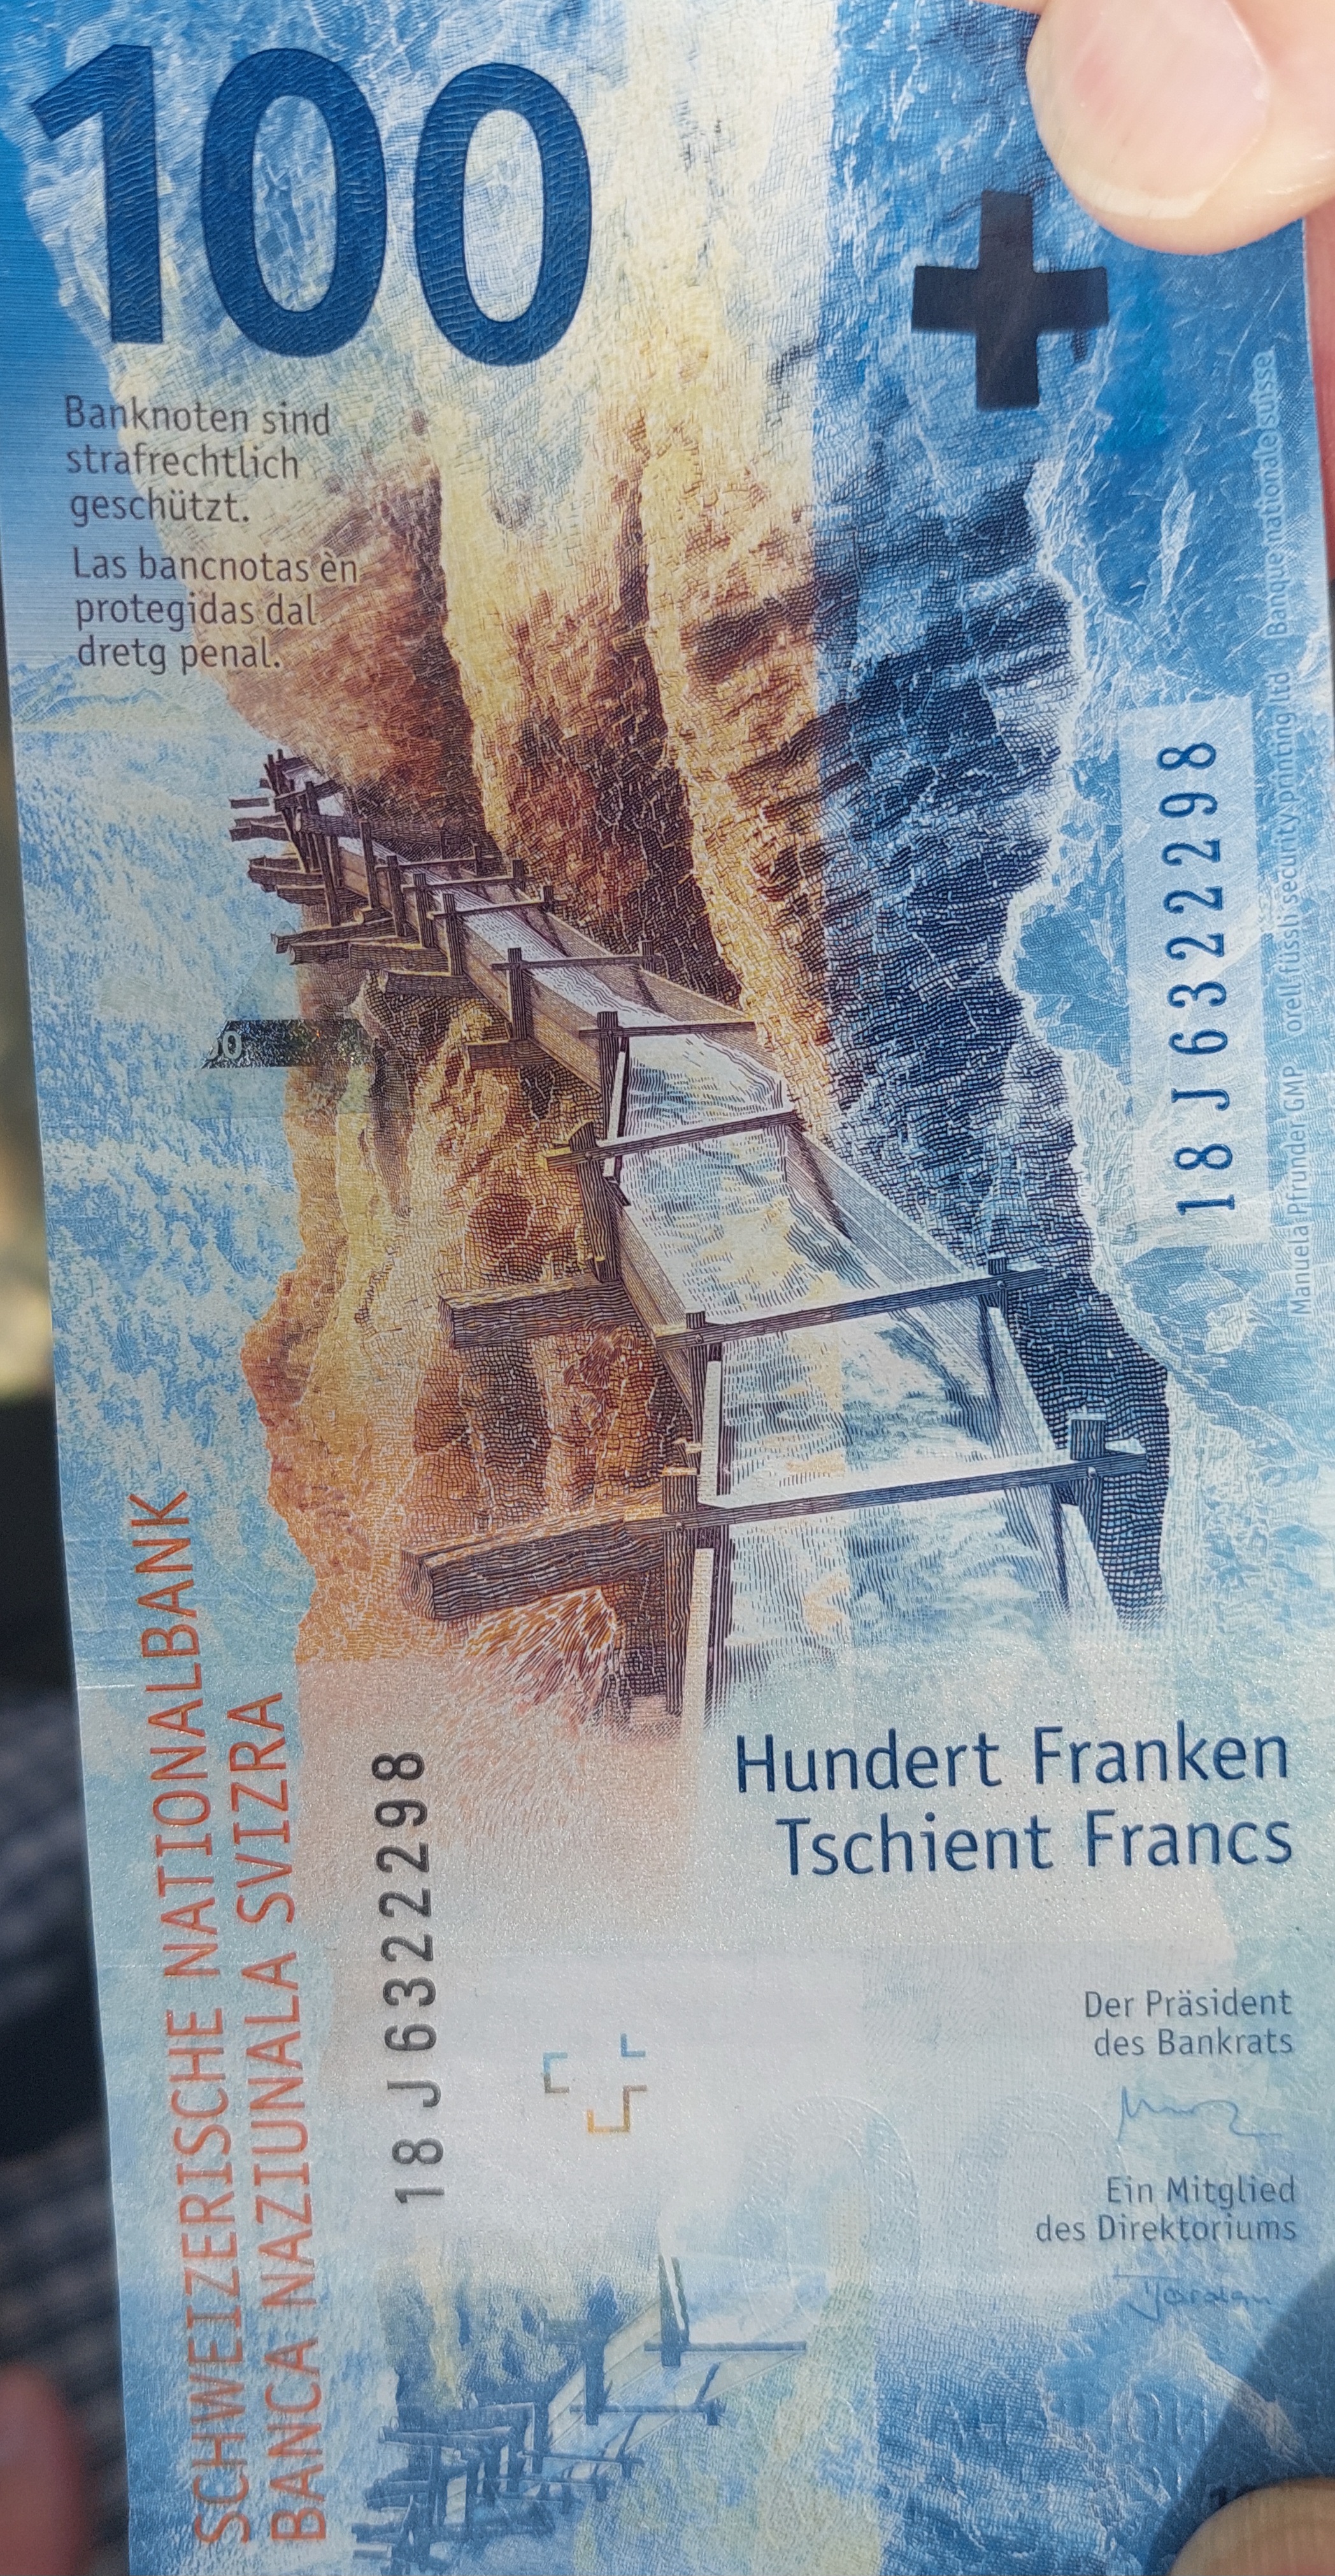 100
Banknoten sind
strafrechtlich
geschützt.
Las bancnotas èn
protegidas dal
dretg penal.
18 J 6322298
Manuela Pfrunder GMP orell füssli security printing ltd Banque nationale suisse
SCHWEIZERISCHE NATIONALBANK
BANCA NAZIUNALA SVIZRA
18 J 6322298
Hundert Franken
Tschient Francs
Der Präsident
des Bankrats
Ein Mitglied
des Direktoriums